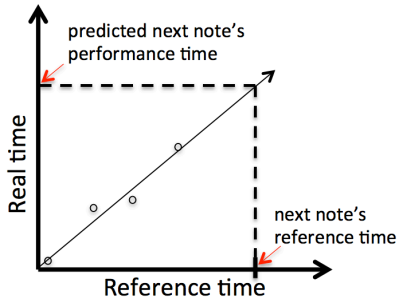 predicted next note's
performance time
Real time
next note's
reference time
Reference time